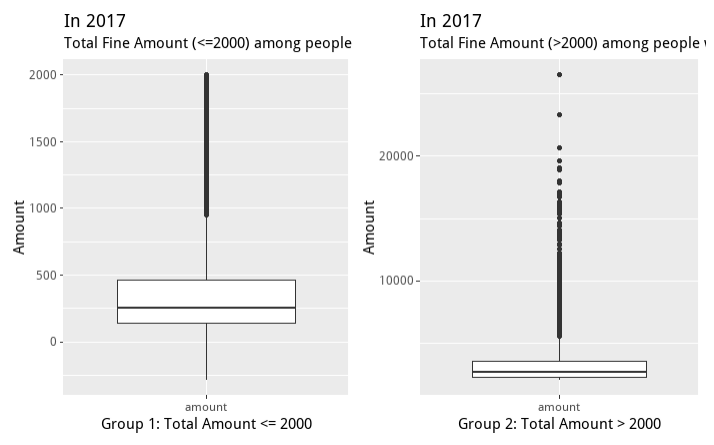 In 2017
Total Fine Amount (<=2000) among people
2000
1500
1000
500
0
Amount
amount
Group 1: Total Amount <= 2000
In 2017
Total Fine Amount (>2000) among people
20000
10000
Amount
amount
Group 2: Total Amount > 2000